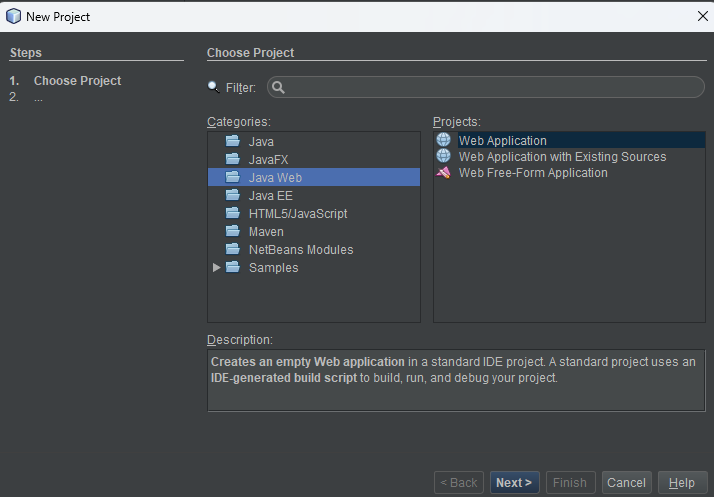 New Project
Steps
1. Choose Project
2. ...
Choose Project
Filter:
Categories:
Java
JavaFX
Java Web
Java EE
HTML5/JavaScript
Maven
NetBeans Modules
Samples
Projects:
Web Application
Web Application with Existing Sources
Web Free-Form Application
Description:
Creates an empty Web application in a standard IDE project. A standard project uses an
IDE-generated build script to build, run, and debug your project.
< Back
Next >
Finish
Cancel
Help